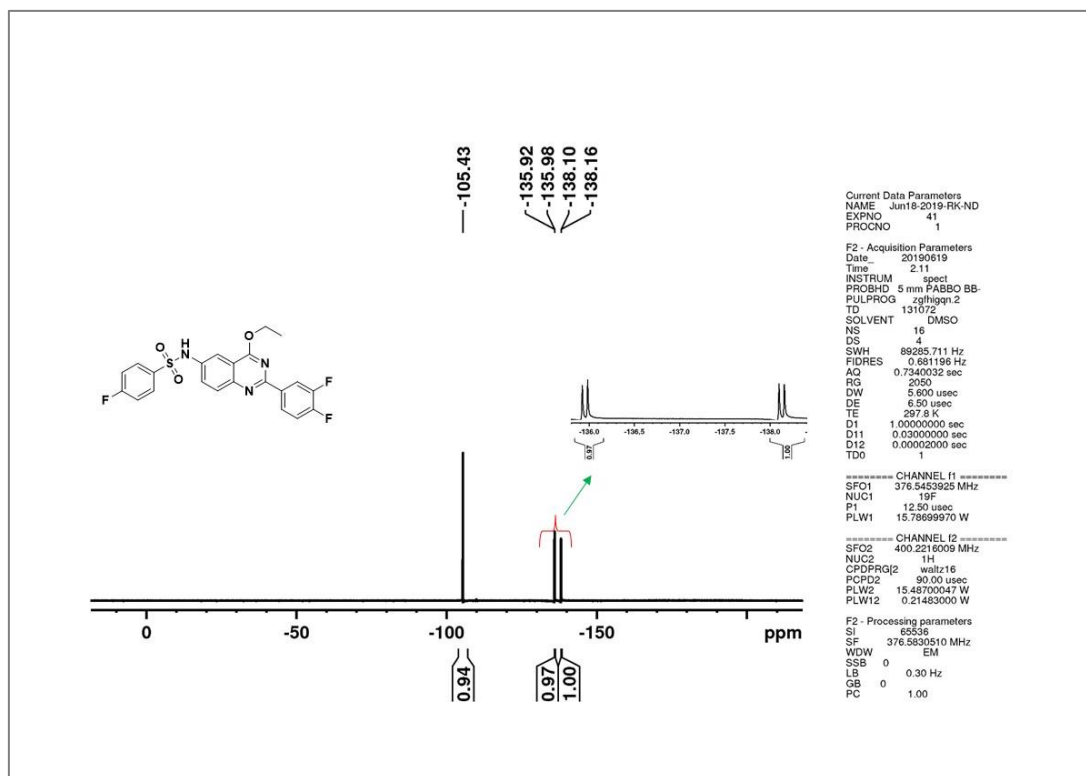 -105.43
-135.92
-135.98
-138.10
-138.16
Current Data Parameters
NAME Jun18-2019-RK-ND
EXPNO 41
PROCNO 1
F2 - Acquisition Parameters
Date_ 20190619
Time 2.11
INSTRUM spect
PROBHD 5 mm PABBO BB-
PULPROG zgfhigqn.2
TD 131072
SOLVENT DMSO
NS 16
DS 4
SWH 89285.711 Hz
FIDRES 0.681196 Hz
AQ 0.7340032 sec
RG 2050
DW 5.600 usec
DE 6.50 usec
TE 297.8 K
D1 1.00000000 sec
D11 0.03000000 sec
D12 0.00002000 sec
TD0 1
======== CHANNEL f1 ========
SFO1 376.5453925 MHz
NUC1 19F
P1 12.50 usec
PLW1 15.78699970 W
======== CHANNEL f2 ========
SFO2 400.2216009 MHz
NUC2 1H
CPDPRG[2 waltz16
PCPD2 90.00 usec
PLW2 15.48700047 W
PLW12 0.21483000 W
F2 - Processing parameters
SI 65536
SF 376.5830510 MHz
WDW EM
SSB 0
LB 0.30 Hz
GB 0
PC 1.00
O
H
O N
S
O
N
N
F
F
F
-136.0 -136.5 -137.0 -137.5 -138.0
0.97 1.00
0 -50 -100 -150 ppm
0.94 0.97 1.00